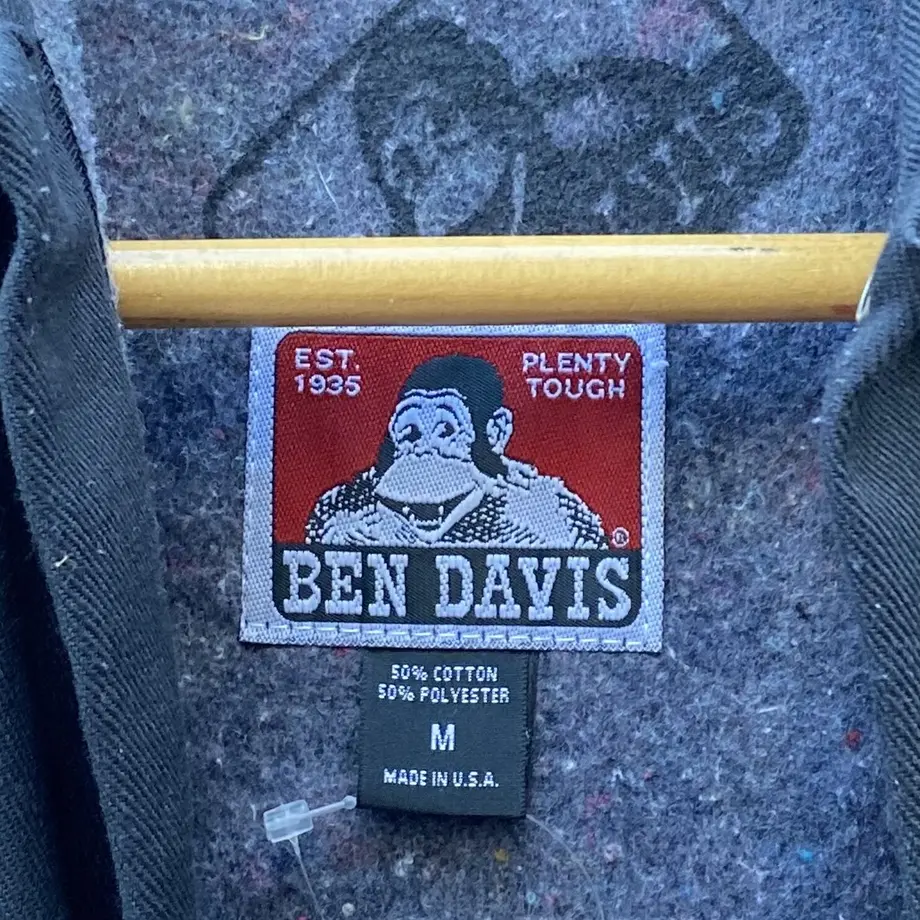 EST.
1935
PLENTY
TOUGH
®
BEN DAVIS
50% COTTON
50% POLYESTER
M
MADE IN U.S.A.